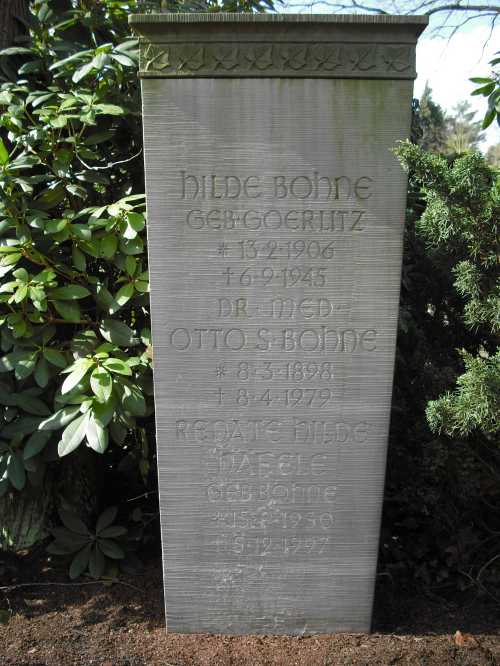 HILDE BOHNE
GEB·GOERLITZ
* 13·2·1906
† 6·9·1945
DR·MED·
OTTO S·BOHNE
* 8·3·1898
† 8·4·1979
RENATE HILDE
GEB BOHNE
† 5·12·1997